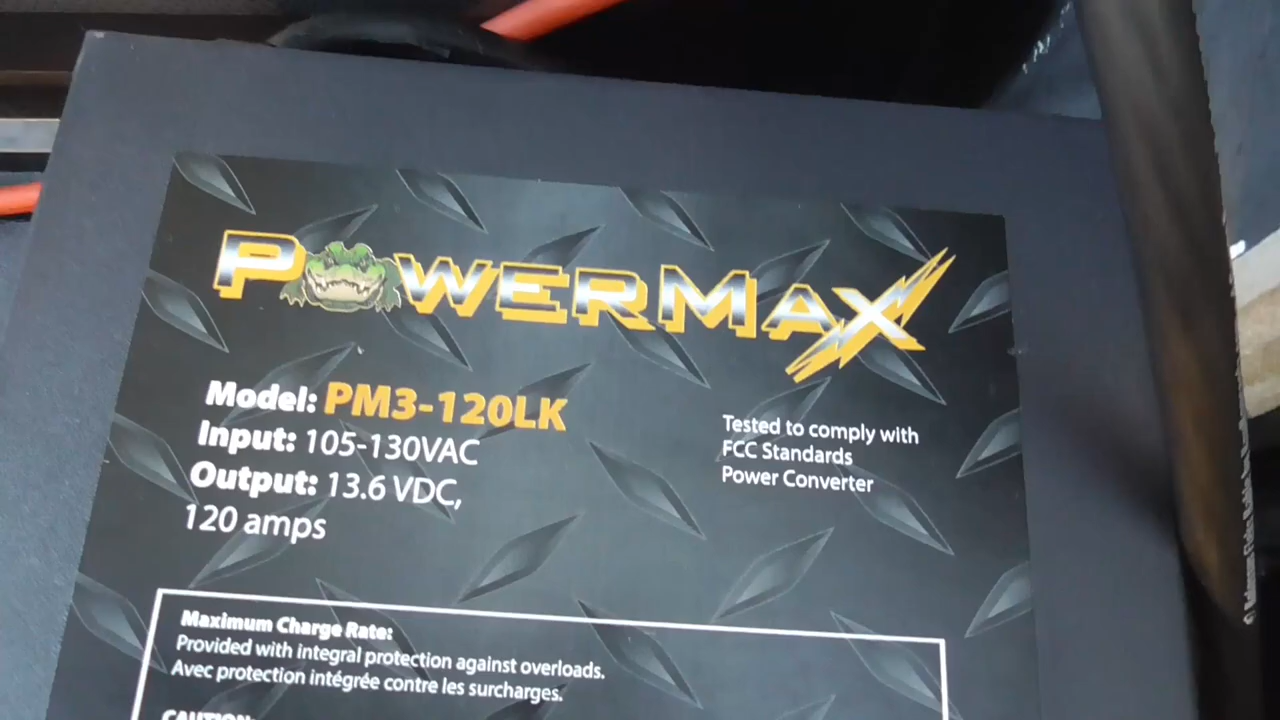 POWERMAX
Model: PM3-120LK
Input: 105-130VAC
Output: 13.6 VDC,
120 amps
Tested to comply with
FCC Standards
Power Converter
Maximum Charge Rate:
Provided with integral protection against overloads.
Avec protection intégrée contre les surcharges.
CAUTION: